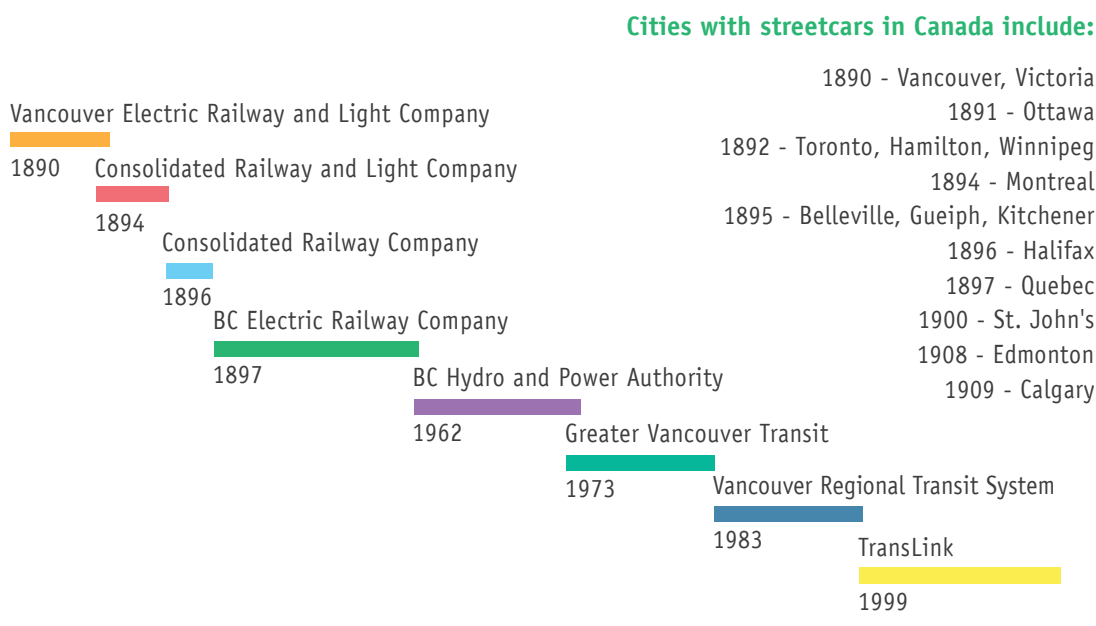 Cities with streetcars in Canada include:
1890 - Vancouver, Victoria
1891 - Ottawa
1892 - Toronto, Hamilton, Winnipeg
1894 - Montreal
1895 - Belleville, Gueiph, Kitchener
1896 - Halifax
1897 - Quebec
1900 - St. John's
1908 - Edmonton
1909 - Calgary
Vancouver Electric Railway and Light Company
1890
Consolidated Railway and Light Company
1894
Consolidated Railway Company
1896
BC Electric Railway Company
1897
BC Hydro and Power Authority
1962
Greater Vancouver Transit
1973
Vancouver Regional Transit System
1983
TransLink
1999